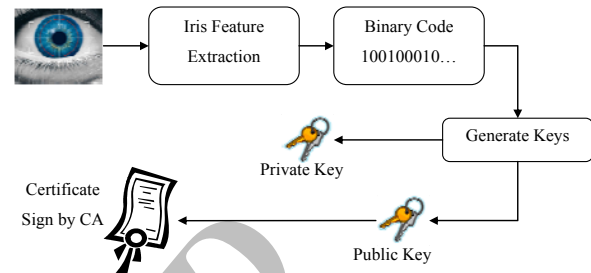 Iris Feature
Extraction
Binary Code
100100010…
Generate Keys
Private Key
Certificate
Sign by CA
Public Key